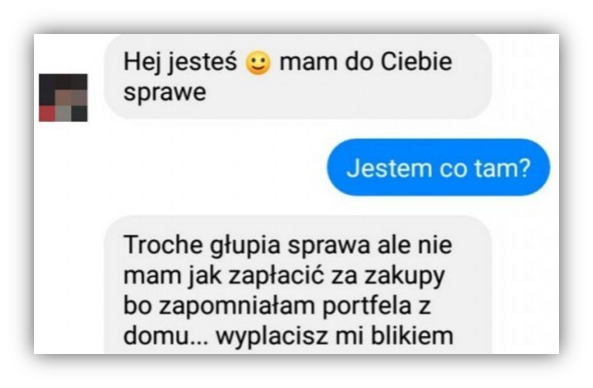 Hej jesteś 🙂 mam do Ciebie
sprawe
Jestem co tam?
Troche głupia sprawa ale nie
mam jak zapłacić za zakupy
bo zapomniałam portfela z
domu... wyplacisz mi blikiem